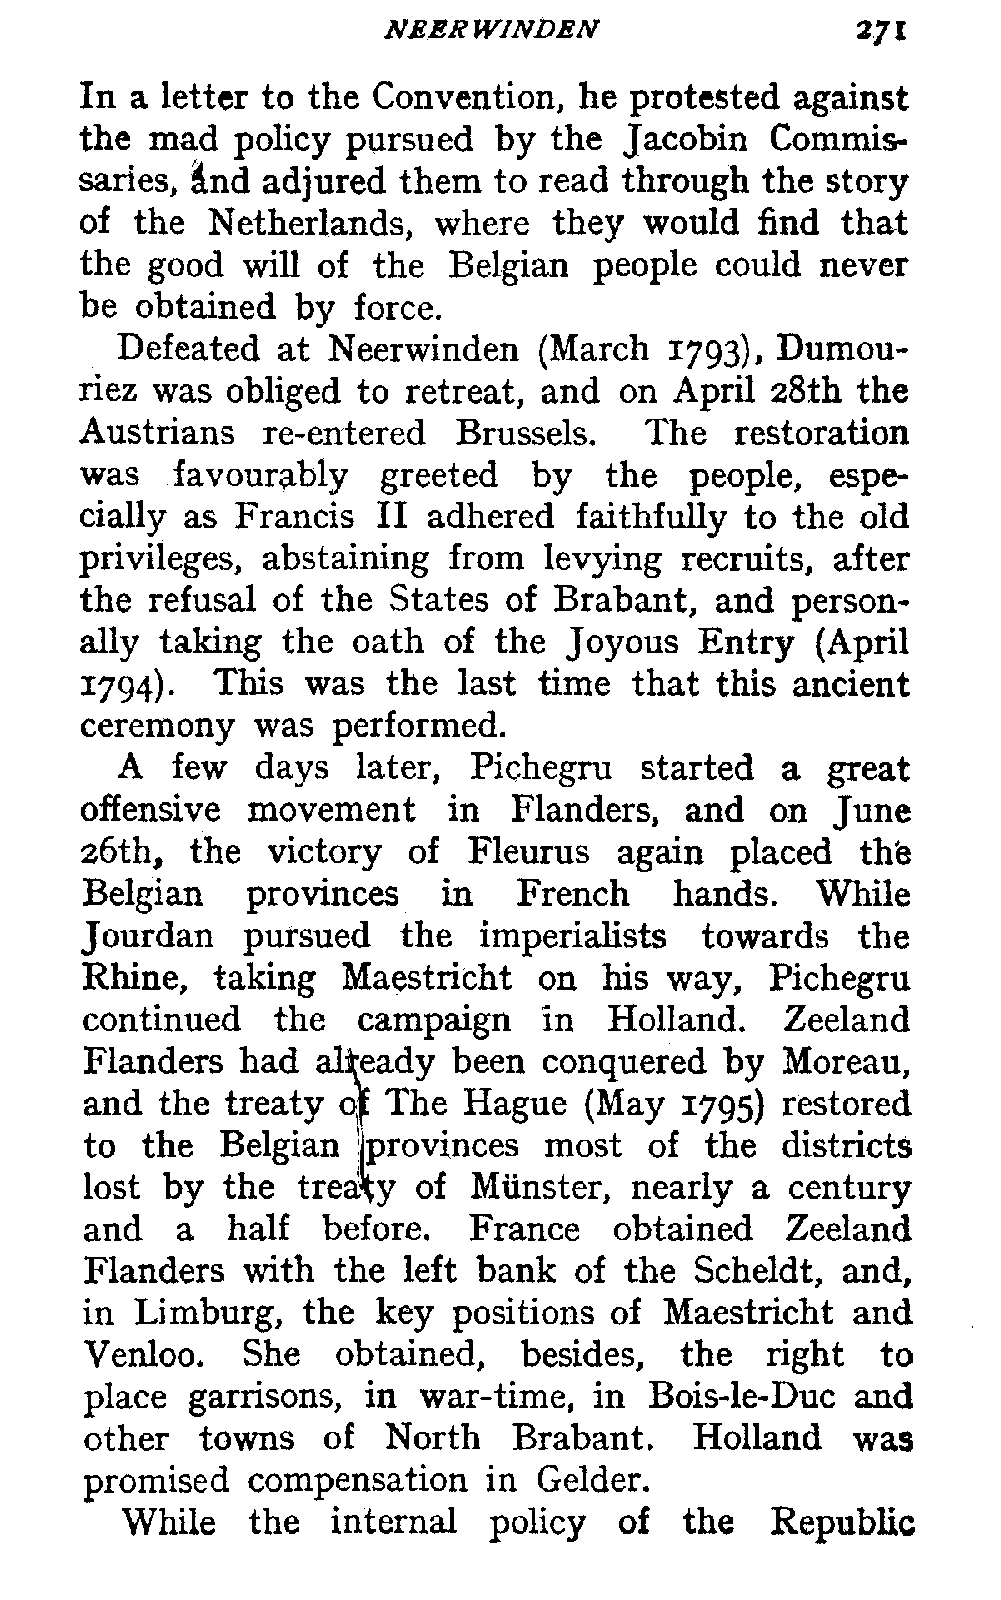 NEERWINDEN 271
In a letter to the Convention, he protested against
the mad policy pursued by the Jacobin Commis-
saries, and adjured them to read through the story
of the Netherlands, where they would find that
the good will of the Belgian people could never
be obtained by force.
Defeated at Neerwinden (March 1793), Dumou-
riez was obliged to retreat, and on April 28th the
Austrians re-entered Brussels. The restoration
was favourably greeted by the people, espe-
cially as Francis II adhered faithfully to the old
privileges, abstaining from levying recruits, after
the refusal of the States of Brabant, and person-
ally taking the oath of the Joyous Entry (April
1794). This was the last time that this ancient
ceremony was performed.
A few days later, Pichegru started a great
offensive movement in Flanders, and on June
26th, the victory of Fleurus again placed the
Belgian provinces in French hands. While
Jourdan pursued the imperialists towards the
Rhine, taking Maestricht on his way, Pichegru
continued the campaign in Holland. Zeeland
Flanders had already been conquered by Moreau,
and the treaty of The Hague (May 1795) restored
to the Belgian provinces most of the districts
lost by the treaty of Münster, nearly a century
and a half before. France obtained Zeeland
Flanders with the left bank of the Scheldt, and,
in Limburg, the key positions of Maestricht and
Venloo. She obtained, besides, the right to
place garrisons, in war-time, in Bois-le-Duc and
other towns of North Brabant. Holland was
promised compensation in Gelder.
While the internal policy of the Republic